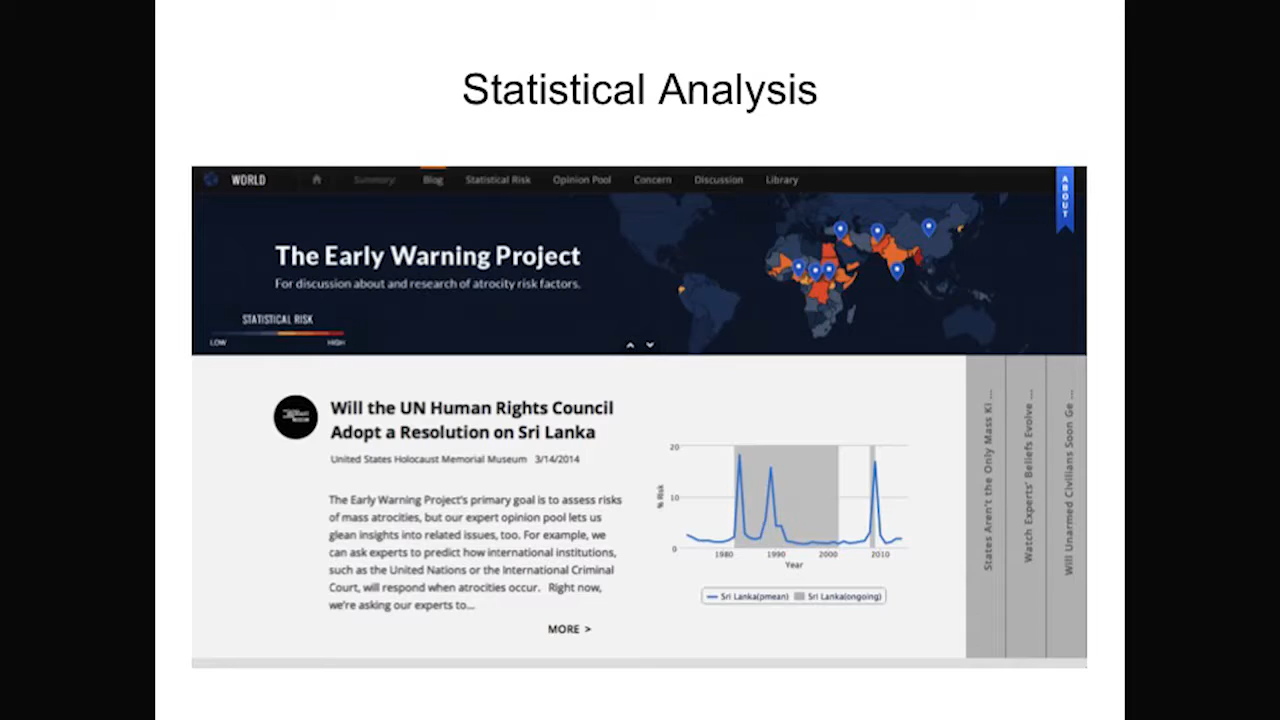 Statistical Analysis
WORLD
Summary
Blog
Statistical Risk
Opinion Pool
Concern
Discussion
Library
ABOUT
The Early Warning Project
For discussion about and research of atrocity risk factors.
STATISTICAL RISK
LOW
HIGH
Will the UN Human Rights Council
Adopt a Resolution on Sri Lanka
United States Holocaust Memorial Museum 3/14/2014
The Early Warning Project's primary goal is to assess risks
of mass atrocities, but our expert opinion pool lets us
glean insights into related issues, too. For example, we
can ask experts to predict how international institutions,
such as the United Nations or the International Criminal
Court, will respond when atrocities occur. Right now,
we're asking our experts to...
MORE >
20
10
0
% Risk
1980
1990
2000
2010
Year
Sri Lanka(pmean)
Sri Lanka(ongoing)
States Aren't the Only Mass Ki ...
Watch Experts' Beliefs Evolve ...
Will Unarmed Civilians Soon Ge ...